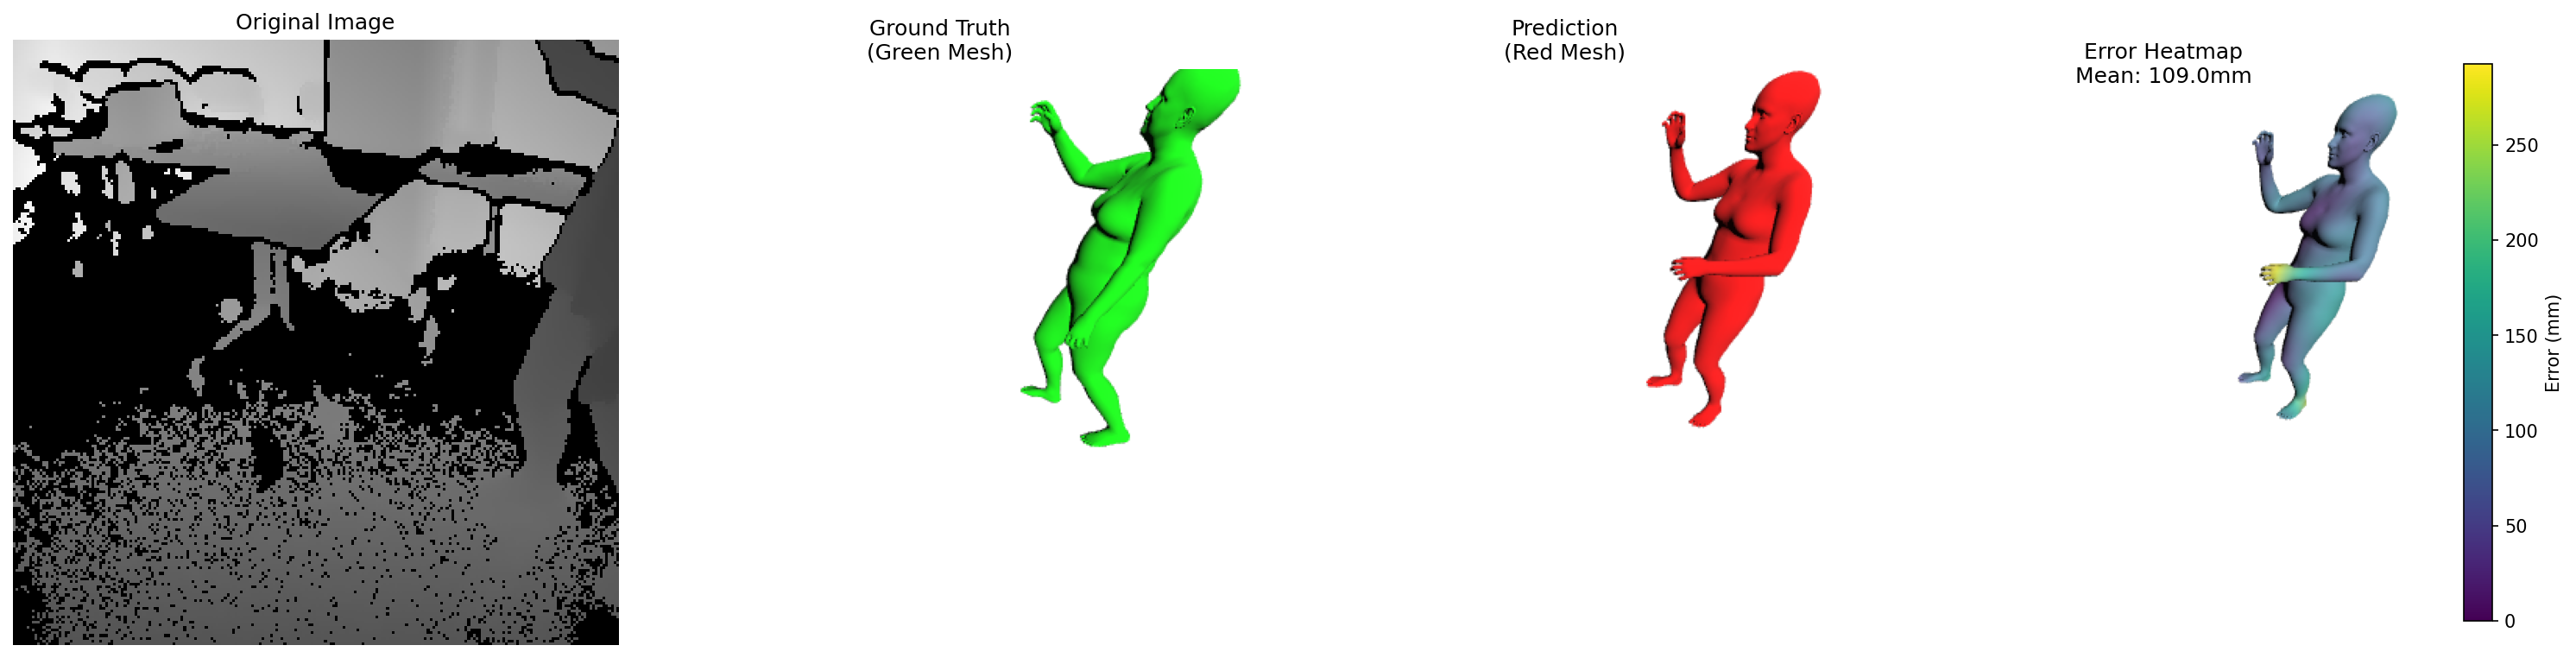 Original Image
Ground Truth
(Green Mesh)
Prediction
(Red Mesh)
Error Heatmap
Mean: 109.0mm
250
200
150
100
50
0
Error (mm)